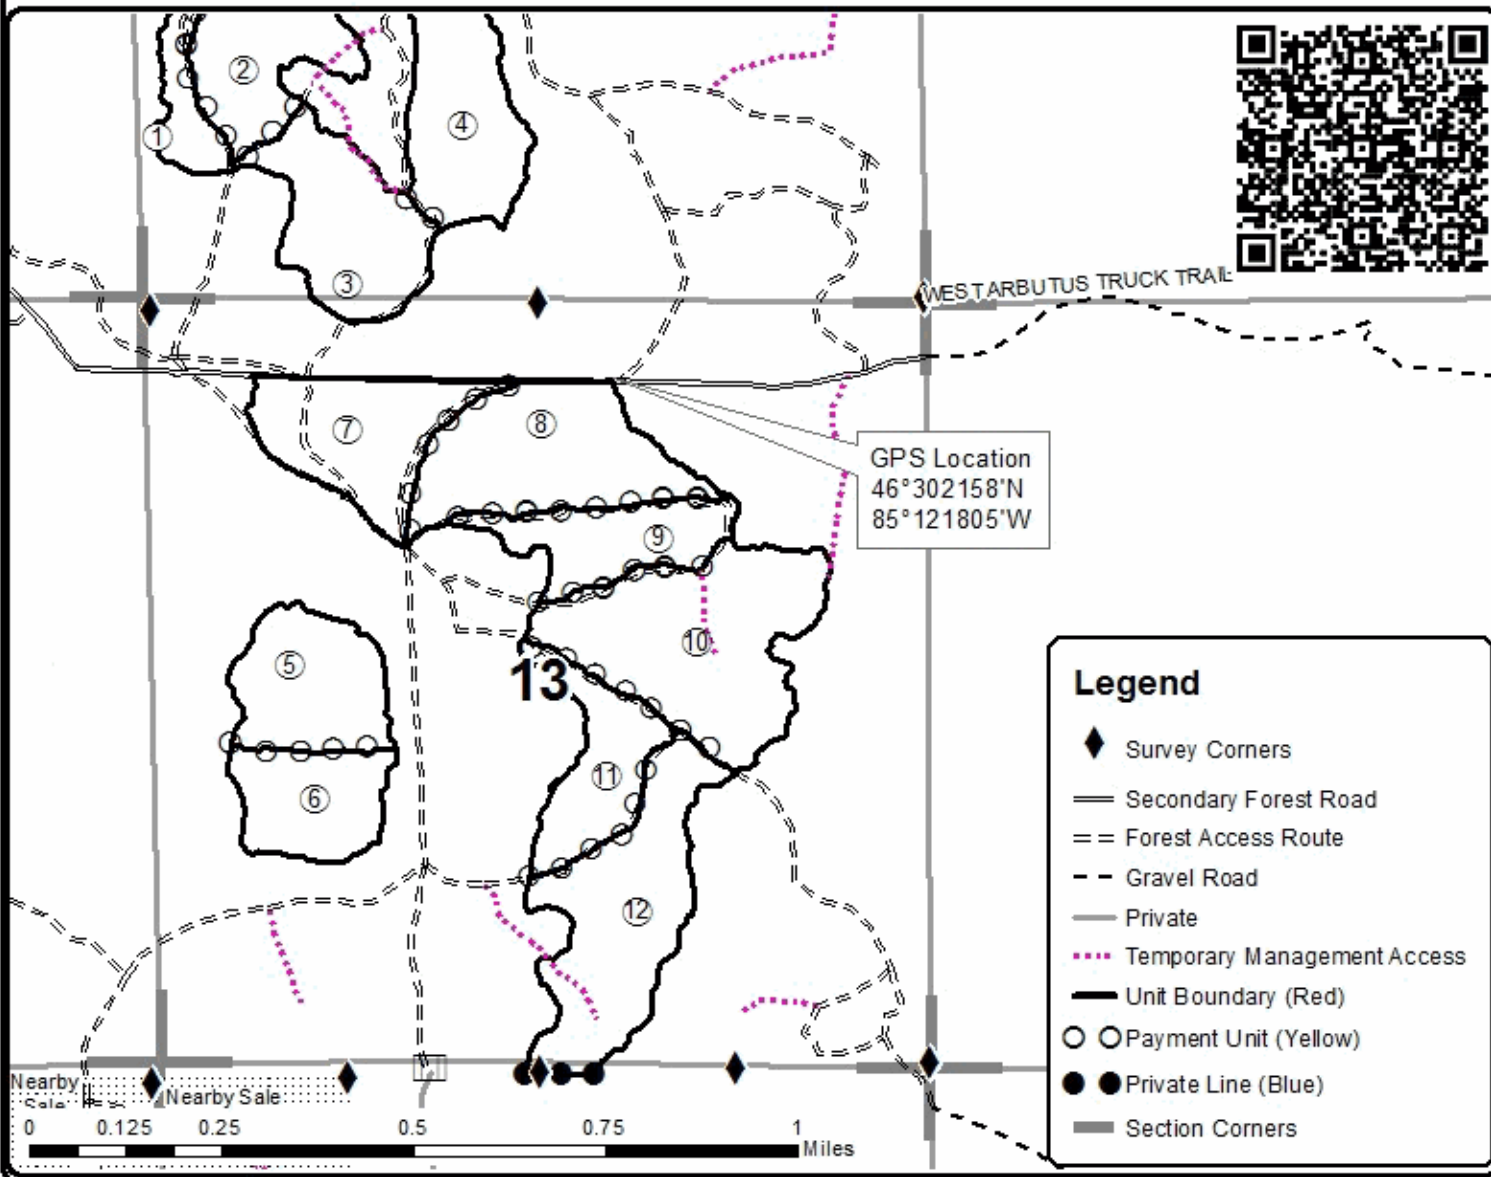 2
1
4
3
WEST ARBUTUS TRUCK TRAIL
7
8
GPS Location
46°302158'N
85°121805'W
9
10
5
13
11
6
12
Legend
Survey Corners
Secondary Forest Road
Forest Access Route
Gravel Road
Private
Temporary Management Access
Unit Boundary (Red)
Payment Unit (Yellow)
Private Line (Blue)
Section Corners
Nearby
Sale
Nearby Sale
0 0.125 0.25 0.5 0.75 1
Miles